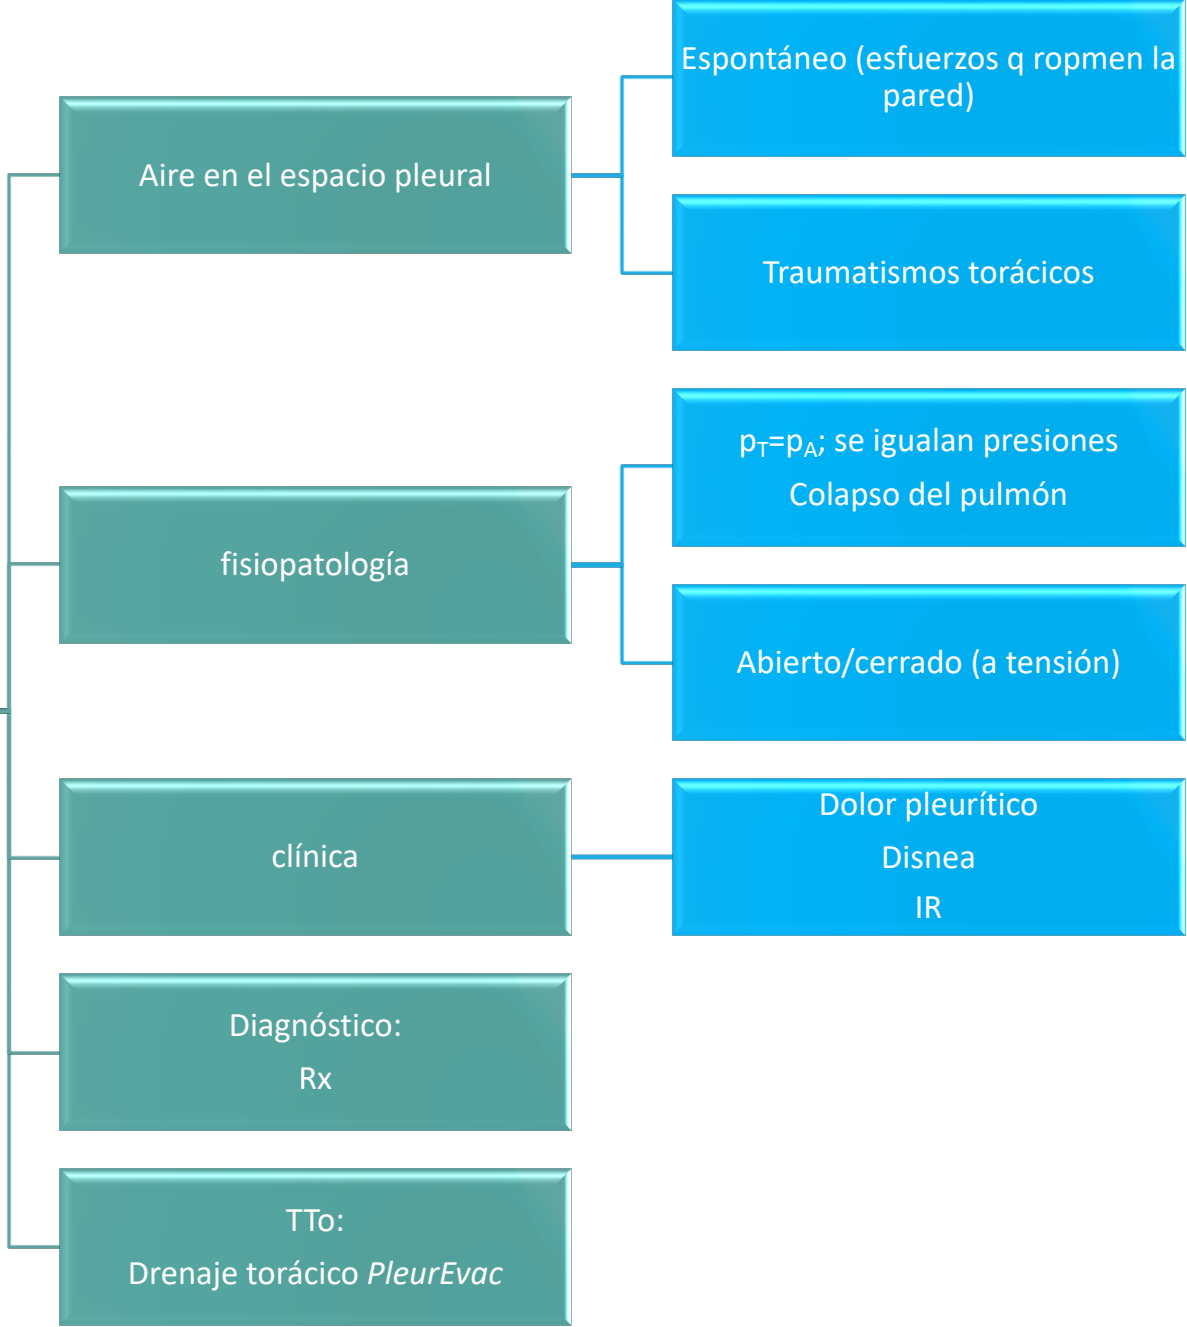 Aire en el espacio pleural
Espontáneo (esfuerzos q ropmen la
pared)
Traumatismos torácicos
fisiopatología
pT=pA; se igualan presiones
Colapso del pulmón
Abierto/cerrado (a tensión)
clínica
Dolor pleurítico
Disnea
IR
Diagnóstico:
Rx
TTo:
Drenaje torácico PleurEvac